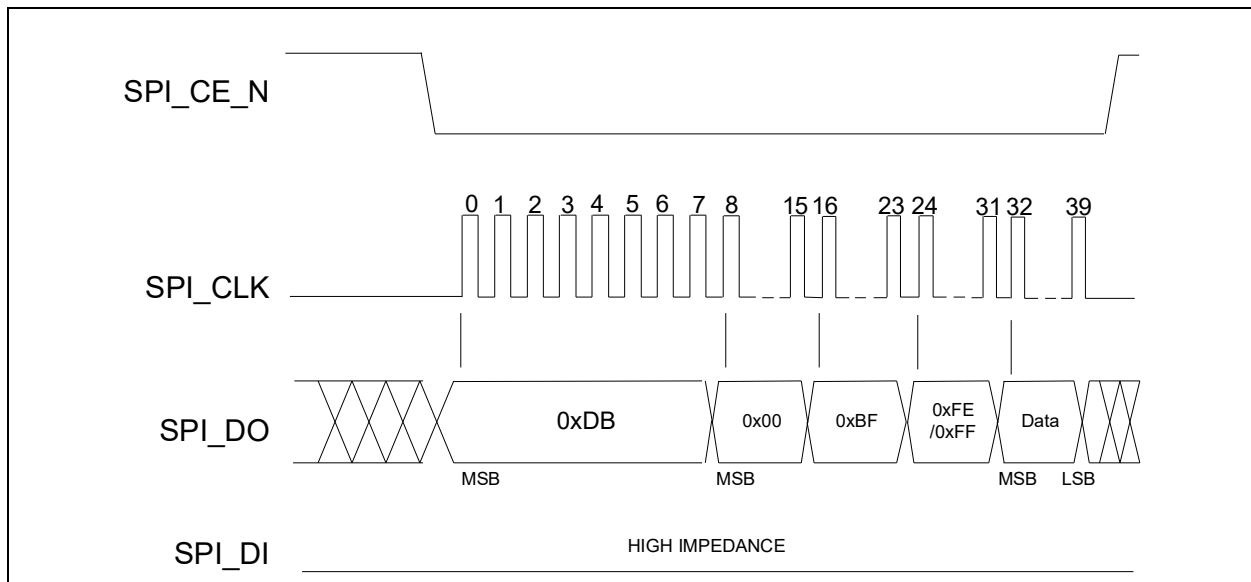 SPI_CE_N
0 1 2 3 4 5 6 7 8 15 16 23 24 31 32 39
SPI_CLK
SPI_DO
0xDB
0x00
0xBF
0xFE
/0xFF
Data
MSB MSB MSB LSB
SPI_DI
HIGH IMPEDANCE